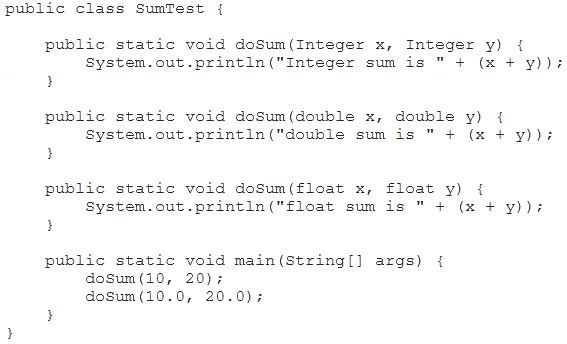 public class SumTest {
public static void doSum(Integer x, Integer y) {
System.out.println("Integer sum is " + (x + y));
}
public static void doSum(double x, double y) {
System.out.println("double sum is " + (x + y));
}
public static void doSum(float x, float y) {
System.out.println("float sum is " + (x + y));
}
public static void main(String[] args) {
doSum(10, 20);
doSum(10.0, 20.0);
}
}